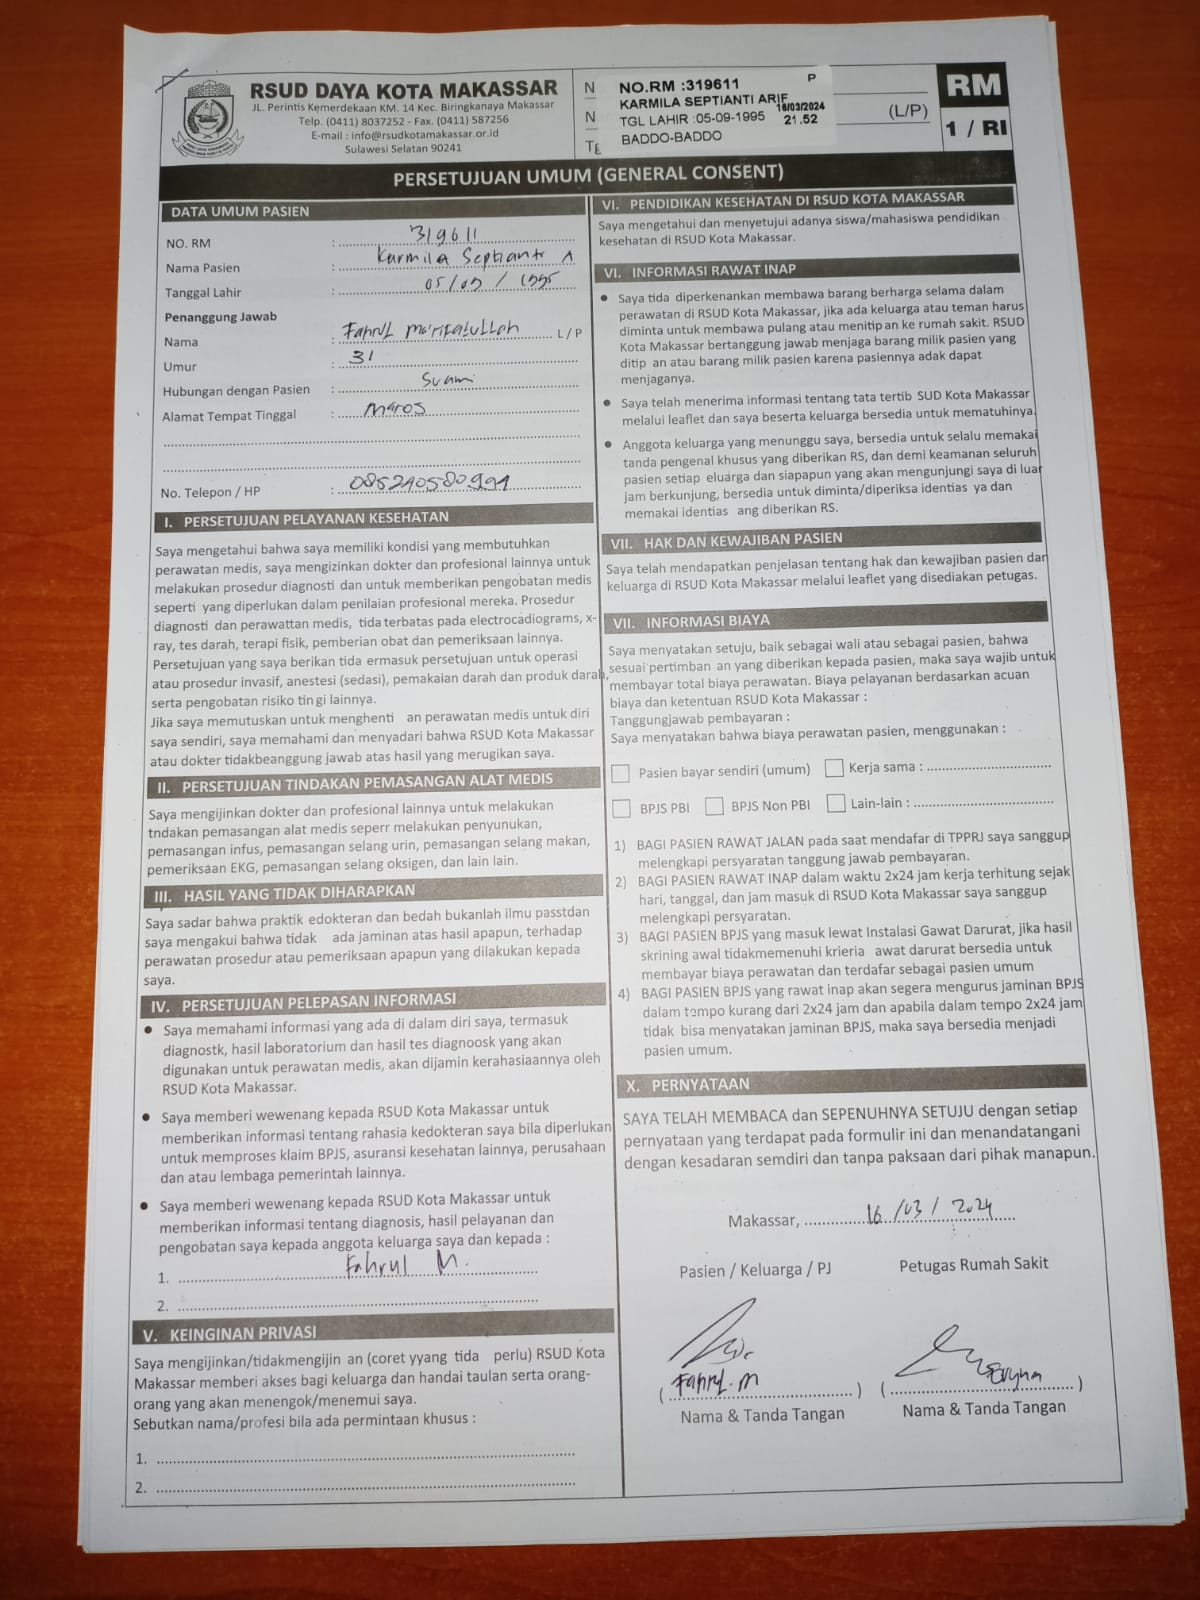 RSUD DAYA KOTA MAKASSAR
JL. Perintis Kemerdekaan KM. 14 Kec. Biringkanaya Makassar
Telp. (0411) 8037252 - Fax. (0411) 587256
E-mail : info@rsudkotamakassar.or.id
Sulawesi Selatan 90241
N
N
TE
NO.RM :319611 P
KARMILA SEPTIANTI ARIF
16/03/2024
TGL LAHIR :05-09-1995 21.52
BADDO-BADDO
(L/P)
RM
1 / RI
PERSETUJUAN UMUM (GENERAL CONSENT)
DATA UMUM PASIEN
NO. RM : 319611
Nama Pasien : Karmila Septianti A
Tanggal Lahir : 05/09/1995
Penanggung Jawab
Nama : Fahrul L / P
Umur : 31
Hubungan dengan Pasien : Suami
Alamat Tempat Tinggal : Maros
No. Telepon / HP :
I. PERSETUJUAN PELAYANAN KESEHATAN
Saya mengetahui bahwa saya memiliki kondisi yang membutuhkan
perawatan medis, saya mengizinkan dokter dan profesional lainnya untuk
melakukan prosedur diagnosti dan untuk memberikan pengobatan medis
seperti yang diperlukan dalam penilaian profesional mereka. Prosedur
diagnosti dan perawattan medis, tida terbatas pada electrocadiograms, x-
ray, tes darah, terapi fisik, pemberian obat dan pemeriksaan lainnya.
Persetujuan yang saya berikan tida ermasuk persetujuan untuk operasi
atau prosedur invasif, anestesi (sedasi), pemakaian darah dan produk darah,
serta pengobatan risiko tin gi lainnya.
Jika saya memutuskan untuk menghenti an perawatan medis untuk diri
saya sendiri, saya memahami dan menyadari bahwa RSUD Kota Makassar
atau dokter tidakbeanggung jawab atas hasil yang merugikan saya.
II. PERSETUJUAN TINDAKAN PEMASANGAN ALAT MEDIS
Saya mengijinkan dokter dan profesional lainnya untuk melakukan
tndakan pemasangan alat medis seperr melakukan penyunukan,
pemasangan infus, pemasangan selang urin, pemasangan selang makan,
pemeriksaan EKG, pemasangan selang oksigen, dan lain lain.
III. HASIL YANG TIDAK DIHARAPKAN
Saya sadar bahwa praktik edokteran dan bedah bukanlah ilmu passtdan
saya mengakui bahwa tidak ada jaminan atas hasil apapun, terhadap
perawatan prosedur atau pemeriksaan apapun yang dilakukan kepada
saya.
IV. PERSETUJUAN PELEPASAN INFORMASI
● Saya memahami informasi yang ada di dalam diri saya, termasuk
diagnostk, hasil laboratorium dan hasil tes diagnoosk yang akan
digunakan untuk perawatan medis, akan dijamin kerahasiaannya oleh
RSUD Kota Makassar.
● Saya memberi wewenang kepada RSUD Kota Makassar untuk
memberikan informasi tentang rahasia kedokteran saya bila diperlukan
untuk memproses klaim BPJS, asuransi kesehatan lainnya, perusahaan
dan atau lembaga pemerintah lainnya.
● Saya memberi wewenang kepada RSUD Kota Makassar untuk
memberikan informasi tentang diagnosis, hasil pelayanan dan
pengobatan saya kepada anggota keluarga saya dan kepada :
1. Fahrul M.
2.
V. KEINGINAN PRIVASI
Saya mengijinkan/tidakmengijin an (coret yyang tida perlu) RSUD Kota
Makassar memberi akses bagi keluarga dan handai taulan serta orang-
orang yang akan menengok/menemui saya.
Sebutkan nama/profesi bila ada permintaan khusus :
1.
2.
VI. PENDIDIKAN KESEHATAN DI RSUD KOTA MAKASSAR
Saya mengetahui dan menyetujui adanya siswa/mahasiswa pendidikan
kesehatan di RSUD Kota Makassar.
VI. INFORMASI RAWAT INAP
● Saya tida diperkenankan membawa barang berharga selama dalam
perawatan di RSUD Kota Makassar, jika ada keluarga atau teman harus
diminta untuk membawa pulang atau menitip an ke rumah sakit. RSUD
Kota Makassar bertanggung jawab menjaga barang milik pasien yang
ditip an atau barang milik pasien karena pasiennya adak dapat
menjaganya.
● Saya telah menerima informasi tentang tata tertib SUD Kota Makassar
melalui leaflet dan saya beserta keluarga bersedia untuk mematuhinya.
● Anggota keluarga yang menunggu saya, bersedia untuk selalu memakai
tanda pengenal khusus yang diberikan RS, dan demi keamanan seluruh
pasien setiap eluarga dan siapapun yang akan mengunjungi saya di luar
jam berkunjung, bersedia untuk diminta/diperiksa identias ya dan
memakai identias ang diberikan RS.
VII. HAK DAN KEWAJIBAN PASIEN
Saya telah mendapatkan penjelasan tentang hak dan kewajiban pasien dan
keluarga di RSUD Kota Makassar melalui leaflet yang disediakan petugas.
VII. INFORMASI BIAYA
Saya menyatakan setuju, baik sebagai wali atau sebagai pasien, bahwa
sesuai pertimban an yang diberikan kepada pasien, maka saya wajib untuk
membayar total biaya perawatan. Biaya pelayanan berdasarkan acuan
biaya dan ketentuan RSUD Kota Makassar :
Tanggungjawab pembayaran :
Saya menyatakan bahwa biaya perawatan pasien, menggunakan :
Pasien bayar sendiri (umum) Kerja sama :
BPJS PBI BPJS Non PBI Lain-lain :
1) BAGI PASIEN RAWAT JALAN pada saat mendafar di TPPRJ saya sanggup
melengkapi persyaratan tanggung jawab pembayaran.
2) BAGI PASIEN RAWAT INAP dalam waktu 2x24 jam kerja terhitung sejak
hari, tanggal, dan jam masuk di RSUD Kota Makassar saya sanggup
melengkapi persyaratan.
3) BAGI PASIEN BPJS yang masuk lewat Instalasi Gawat Darurat, jika hasil
skrining awal tidakmemenuhi krieria awat darurat bersedia untuk
membayar biaya perawatan dan terdafar sebagai pasien umum
4) BAGI PASIEN BPJS yang rawat inap akan segera mengurus jaminan BPJS
dalam tempo kurang dari 2x24 jam dan apabila dalam tempo 2x24 jam
tidak bisa menyatakan jaminan BPJS, maka saya bersedia menjadi
pasien umum.
X. PERNYATAAN
SAYA TELAH MEMBACA dan SEPENUHNYA SETUJU dengan setiap
pernyataan yang terdapat pada formulir ini dan menandatangani
dengan kesadaran semdiri dan tanpa paksaan dari pihak manapun.
Makassar, 16/03/2024
Pasien / Keluarga / PJ Petugas Rumah Sakit
( Fahrul.M ) ( )
Nama & Tanda Tangan Nama & Tanda Tangan